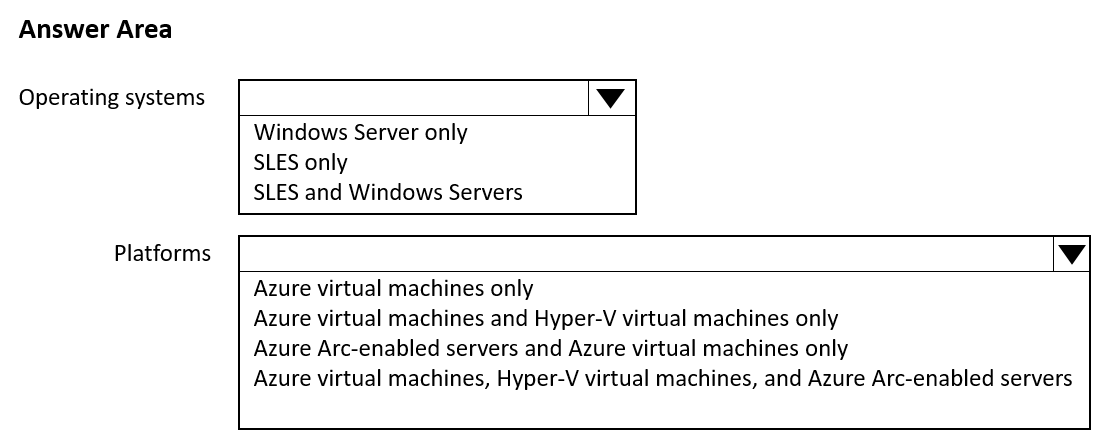 Answer Area
Operating systems
Windows Server only
SLES only
SLES and Windows Servers
Platforms
Azure virtual machines only
Azure virtual machines and Hyper-V virtual machines only
Azure Arc-enabled servers and Azure virtual machines only
Azure virtual machines, Hyper-V virtual machines, and Azure Arc-enabled servers